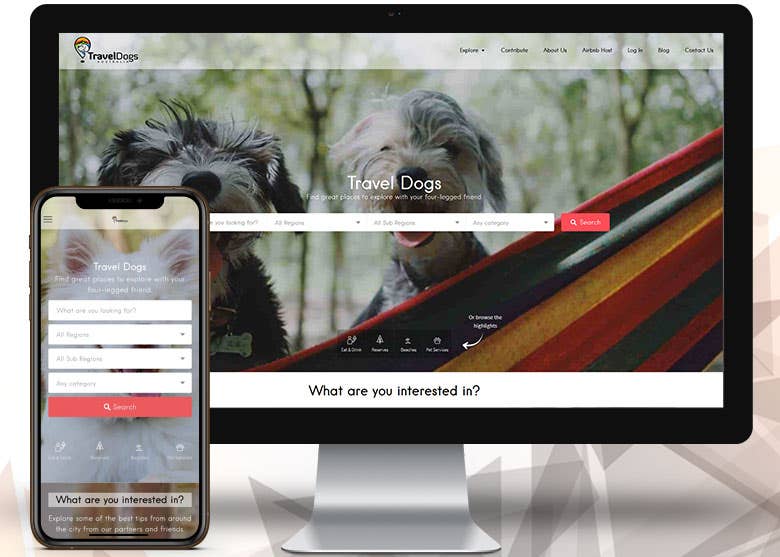 TravelDogs
AUSTRALIA
Explore
Contribute
About Us
Airbnb Host
Log In
Blog
Contact Us
Travel Dogs
Find great places to explore with your four-legged friend
you looking for?
All Regions
All Sub Regions
Any category
Search
Or browse the
highlights
Eat & Drink
Reserves
Beaches
Pet Services
What are you interested in?
Travel Dogs
Find great places to explore with your
four-legged friend.
What are you looking for?
All Regions
All Sub Regions
Any category
Search
Eat & Drink
Reserves
Beaches
Pet Services
What are you interested in?
Explore some of the best tips from around
the city from our partners and friends.